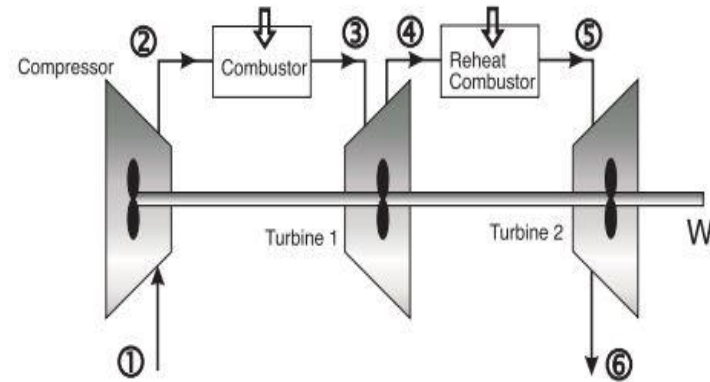 ② ③ ④ ⑤
Compressor
Combustor
Reheat
Combustor
Turbine 1
Turbine 2
W
① ⑥